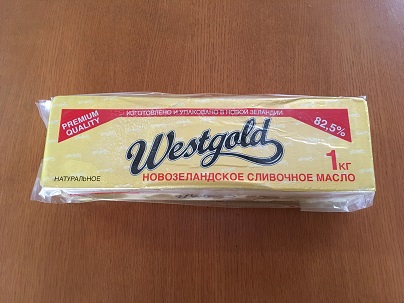 PREMIUM
QUALITY
ИЗГОТОВЛЕНО И УПАКОВАНО В НОВОЙ ЗЕЛАНДИИ
82,5%
Westgold
1КГ
НАТУРАЛЬНОЕ
НОВОЗЕЛАНДСКОЕ СЛИВОЧНОЕ МАСЛО